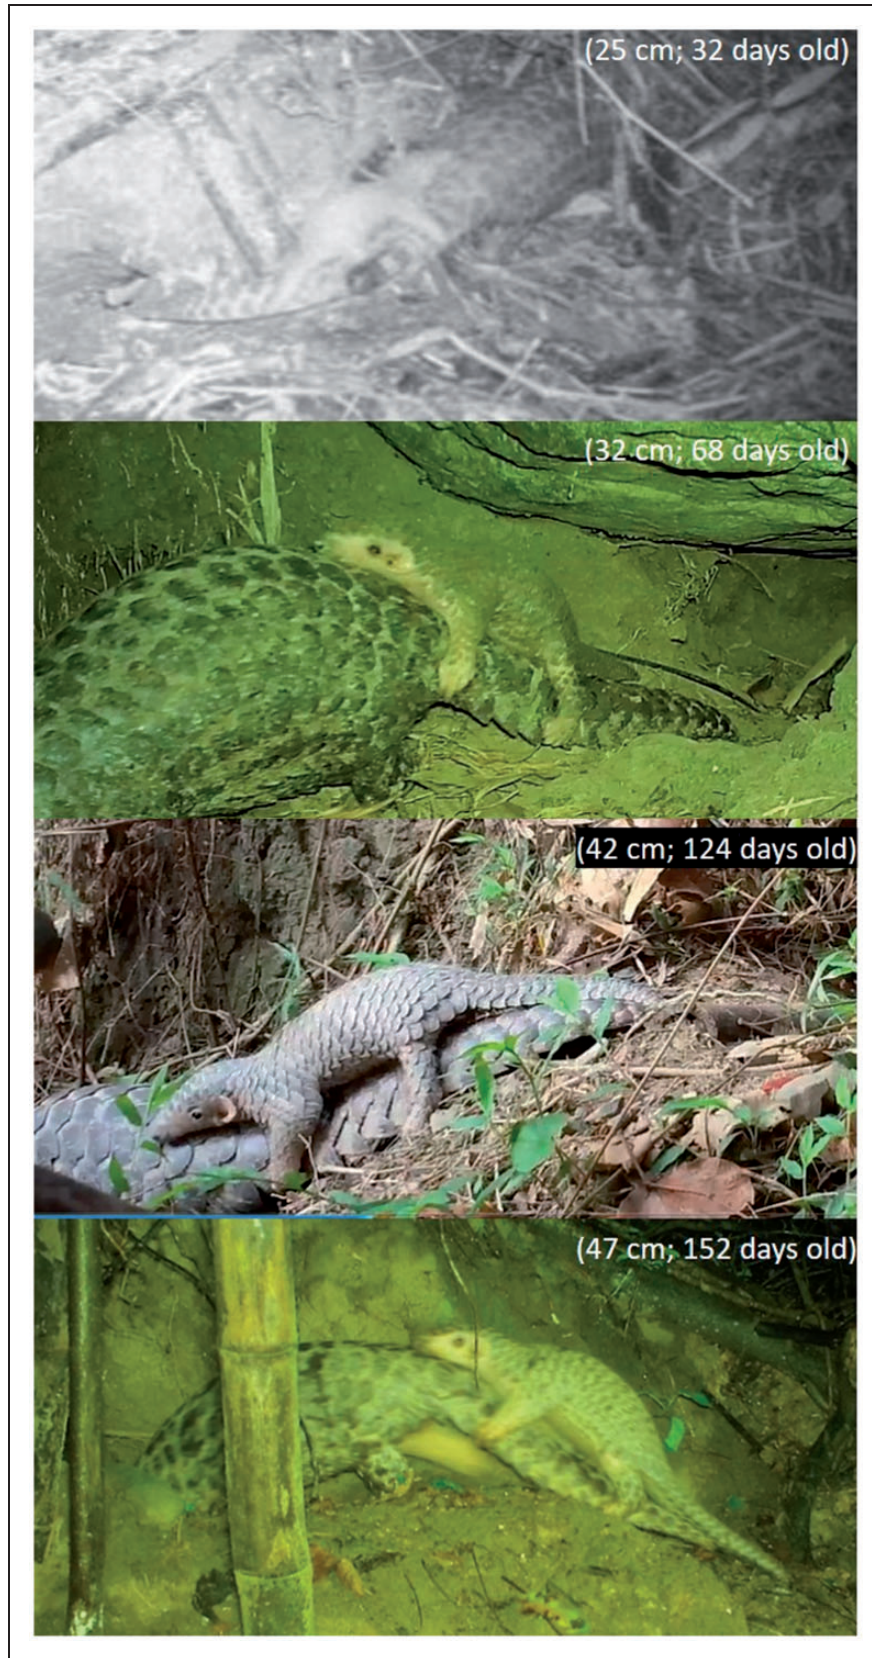 (25 cm; 32 days old)
(32 cm; 68 days old)
(42 cm; 124 days old)
(47 cm; 152 days old)